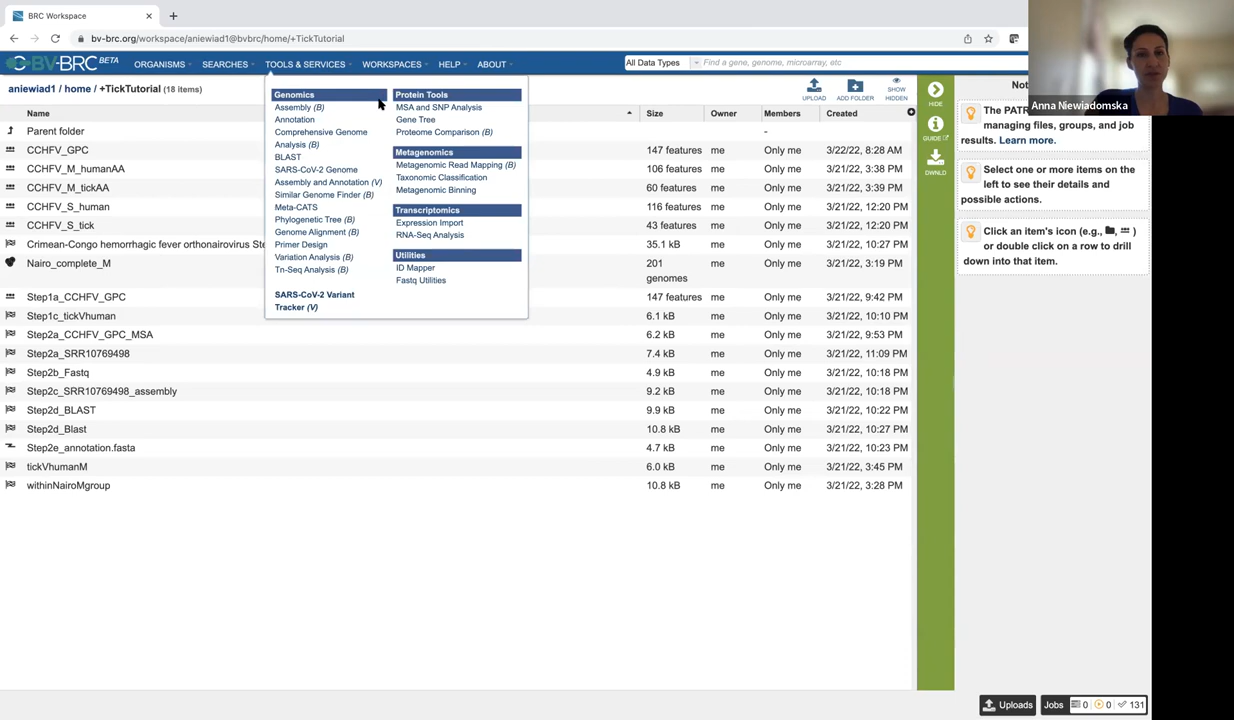 BRC Workspace
bv-brc.org/workspace/aniewiad1@bvbrc/home/+TickTutorial
BV-BRC BETA
ORGANISMS SEARCHES TOOLS & SERVICES WORKSPACES HELP ABOUT All Data Types Find a gene, genome, microarray, etc
Anna Niewiadomska
aniewiad1 / home / +TickTutorial (18 items)
UPLOAD ADD FOLDER SHOW HIDDEN
Genomics
Assembly (B)
Annotation
Comprehensive Genome
Analysis (B)
BLAST
SARS-CoV-2 Genome
Assembly and Annotation (V)
Similar Genome Finder (B)
Meta-CATS
Phylogenetic Tree (B)
Genome Alignment (B)
Primer Design
Variation Analysis (B)
Tn-Seq Analysis (B)
SARS-CoV-2 Variant
Tracker (V)
Protein Tools
MSA and SNP Analysis
Gene Tree
Proteome Comparison (B)
Metagenomics
Metagenomic Read Mapping (B)
Taxonomic Classification
Metagenomic Binning
Transcriptomics
Expression Import
RNA-Seq Analysis
Utilities
ID Mapper
Fastq Utilities
Name Size Owner Members Created
Parent folder -
CCHFV_GPC 147 features me Only me 3/22/22, 8:28 AM
CCHFV_M_humanAA 106 features me Only me 3/21/22, 3:38 PM
CCHFV_M_tickAA 60 features me Only me 3/21/22, 3:39 PM
CCHFV_S_human 116 features me Only me 3/21/22, 12:20 PM
CCHFV_S_tick 43 features me Only me 3/21/22, 12:20 PM
Crimean-Congo hemorrhagic fever orthonairovirus Ste 35.1 kB me Only me 3/21/22, 10:27 PM
Nairo_complete_M 201 genomes me Only me 3/21/22, 3:19 PM
Step1a_CCHFV_GPC 147 features me Only me 3/21/22, 9:42 PM
Step1c_tickVhuman 6.1 kB me Only me 3/21/22, 10:10 PM
Step2a_CCHFV_GPC_MSA 6.2 kB me Only me 3/21/22, 9:53 PM
Step2a_SRR10769498 7.4 kB me Only me 3/21/22, 11:09 PM
Step2b_Fastq 4.9 kB me Only me 3/21/22, 10:18 PM
Step2c_SRR10769498_assembly 9.2 kB me Only me 3/21/22, 10:18 PM
Step2d_BLAST 9.9 kB me Only me 3/21/22, 10:22 PM
Step2d_Blast 10.8 kB me Only me 3/21/22, 10:27 PM
Step2e_annotation.fasta 4.7 kB me Only me 3/21/22, 10:23 PM
tickVhumanM 6.0 kB me Only me 3/21/22, 3:45 PM
withinNairoMgroup 10.8 kB me Only me 3/21/22, 3:28 PM
HIDE
GUIDE
DWNLD
The
managing files, groups, and job
results. Learn more.
Select one or more items on the
left to see their details and
possible actions.
Click an item's icon (e.g., , )
or double click on a row to drill
down into that item.
Uploads Jobs 0 0 131